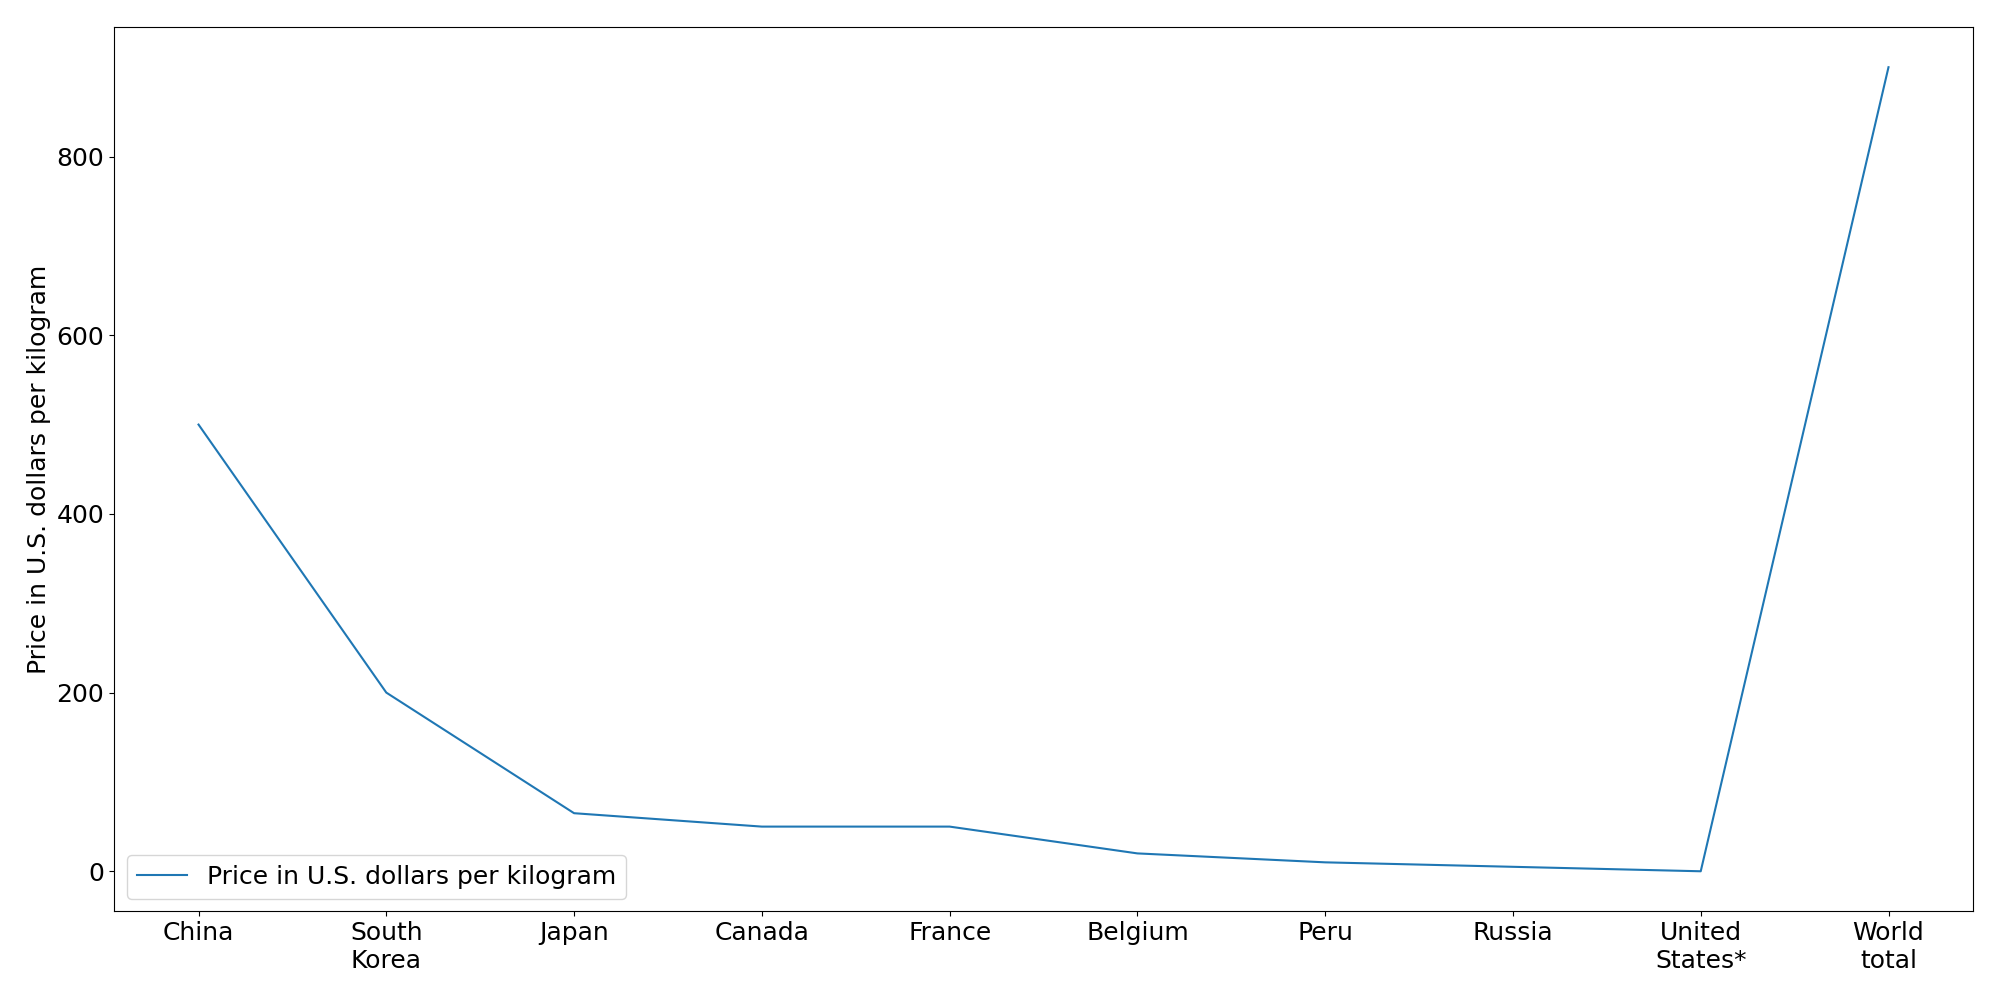 Price in U.S. dollars per kilogram
800
600
400
200
0
Price in U.S. dollars per kilogram
China
South
Korea
Japan
Canada
France
Belgium
Peru
Russia
United
States*
World
total